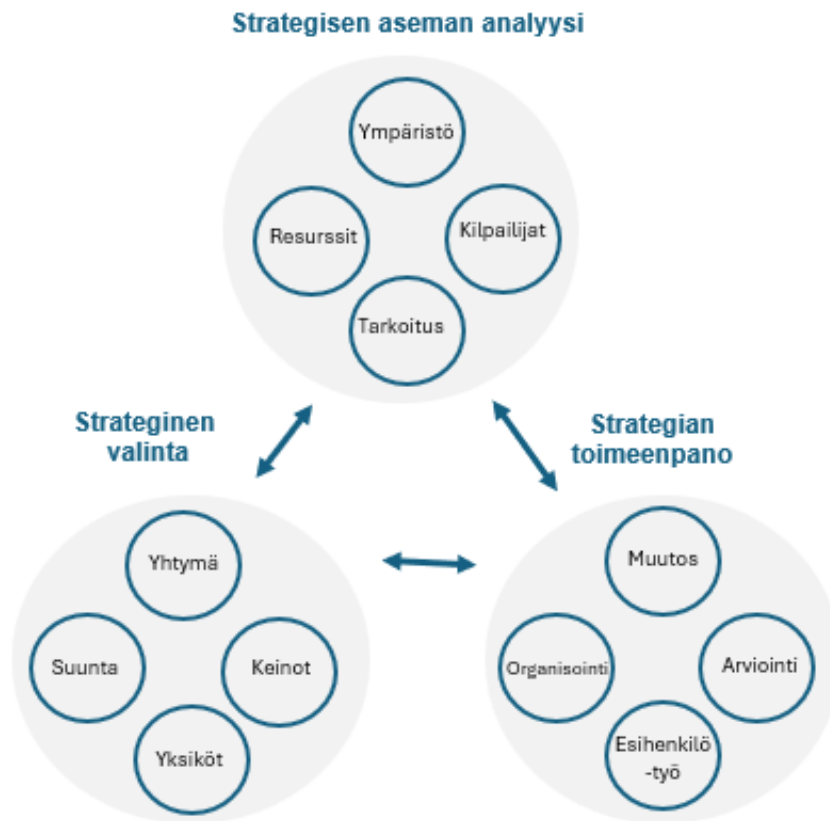 Strategisen aseman analyysi
Ympäristö
Resurssit
Kilpailijat
Tarkoitus
Strateginen
valinta
Strategian
toimeenpano
Yhtymä
Suunta
Keinot
Yksiköt
Muutos
Organisointi
Arviointi
Esihenkilö
-työ